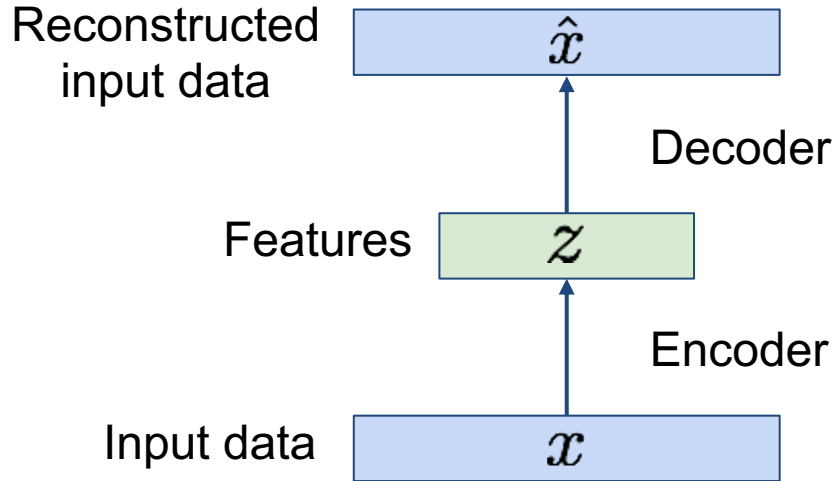 Reconstructed
input data
x̂
Decoder
Features
z
Encoder
Input data
x